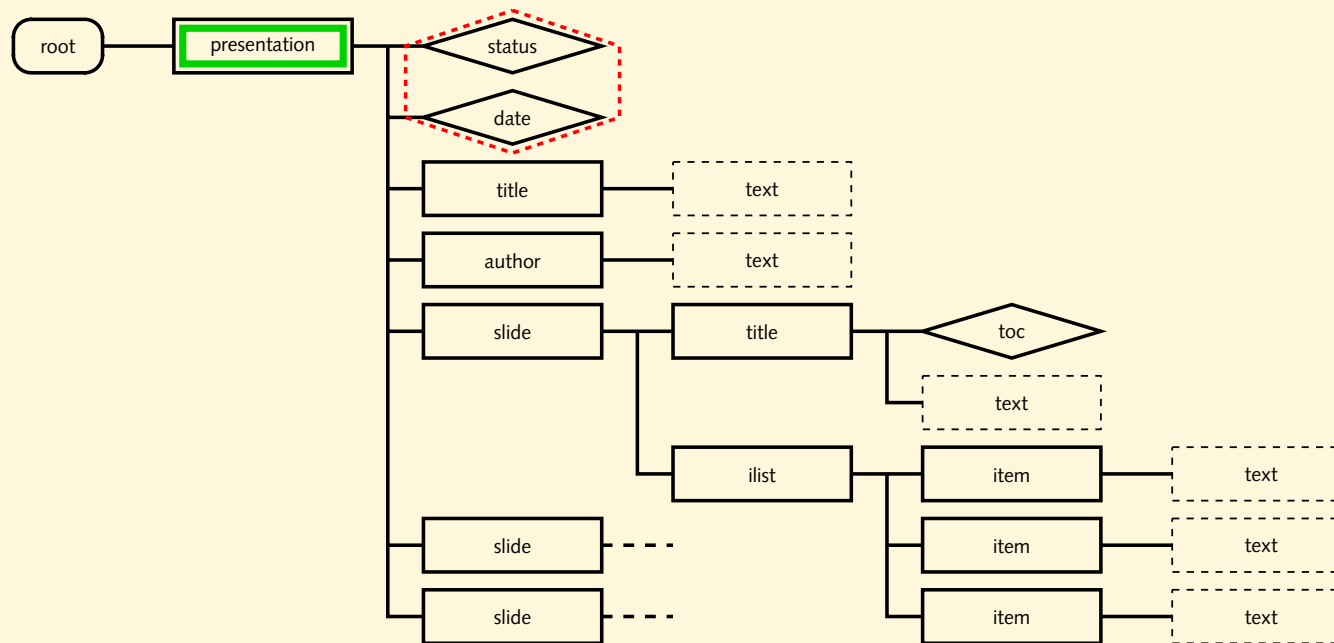 root
presentation
status
date
title
text
author
text
slide
title
toc
text
ilist
item
text
slide
item
text
slide
item
text